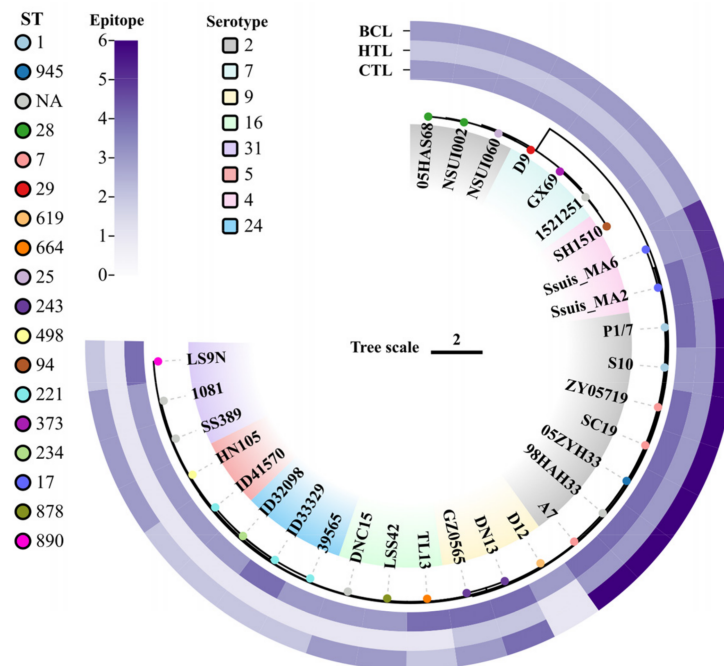 ST
1
945
NA
28
7
29
619
664
25
243
498
94
221
373
234
17
878
890
Epitope
6
5
4
3
2
1
0
Serotype
2
7
9
16
31
5
4
24
BCL
HTL
CTL
05HAS68
NSUI002
NSUI060
D9
GX69
1521251
SH1510
Ssuis_MA6
Ssuis_MA2
P1/7
S10
ZY05719
SC19
05ZYH33
98HAH33
A7
D12
DN13
GZ0565
TL13
LSS42
DNC15
39565
ID33329
ID32098
ID41570
HN105
SS389
1081
LS9N
Tree scale 2